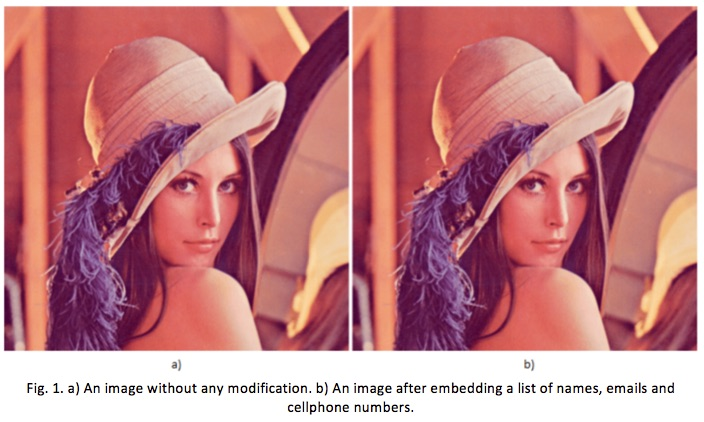 a)
b)
Fig. 1. a) An image without any modification. b) An image after embedding a list of names, emails and
cellphone numbers.